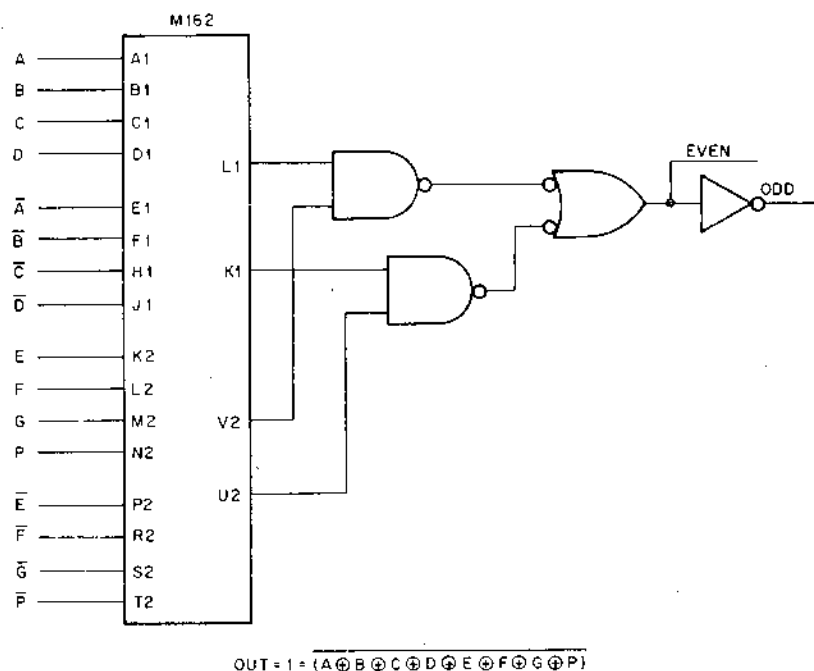 M162
A A1
B B1
C C1
D D1
L1
EVEN
ODD
A̅ E1
B̅ F1
C̅ H1
K1
D̅ J1
E K2
F L2
G M2
V2
P N2
U2
E̅ P2
F̅ R2
G̅ S2
P̅ T2
OUT = 1 = (A⊕B⊕C⊕D⊕E⊕F⊕G⊕P)